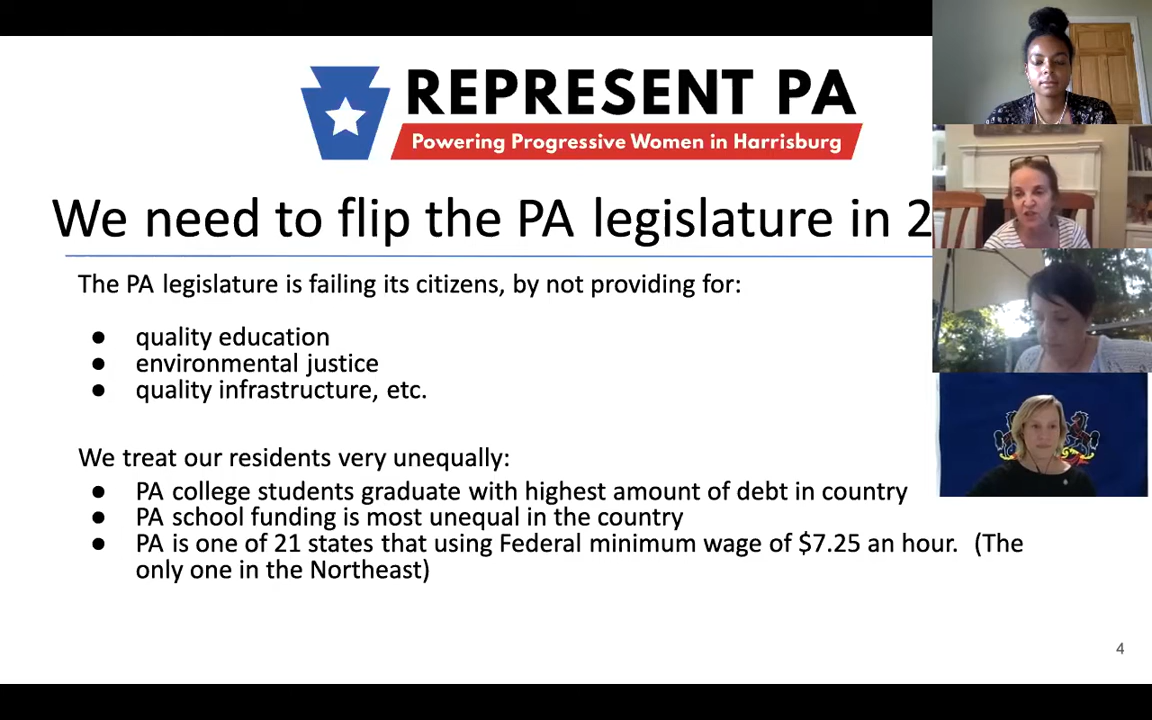 REPRESENT PA
Powering Progressive Women in Harrisburg
We need to flip the PA legislature in 2
The PA legislature is failing its citizens, by not providing for:
● quality education
● environmental justice
● quality infrastructure, etc.
We treat our residents very unequally:
● PA college students graduate with highest amount of debt in country
● PA school funding is most unequal in the country
● PA is one of 21 states that using Federal minimum wage of $7.25 an hour. (The
only one in the Northeast)
4